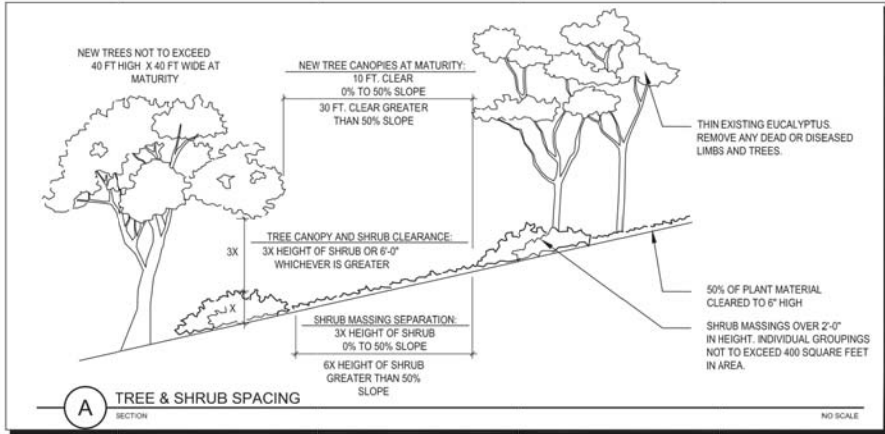 NEW TREES NOT TO EXCEED
40 FT HIGH X 40 FT WIDE AT
MATURITY
NEW TREE CANOPIES AT MATURITY:
10 FT. CLEAR
0% TO 50% SLOPE
30 FT. CLEAR GREATER
THAN 50% SLOPE
THIN EXISTING EUCALYPTUS.
REMOVE ANY DEAD OR DISEASED
LIMBS AND TREES.
3X
TREE CANOPY AND SHRUB CLEARANCE:
3X HEIGHT OF SHRUB OR 6'-0"
WHICHEVER IS GREATER
X
SHRUB MASSING SEPARATION:
3X HEIGHT OF SHRUB
0% TO 50% SLOPE
6X HEIGHT OF SHRUB
GREATER THAN 50%
SLOPE
50% OF PLANT MATERIAL
CLEARED TO 6" HIGH
SHRUB MASSINGS OVER 2'-0"
IN HEIGHT. INDIVIDUAL GROUPINGS
NOT TO EXCEED 400 SQUARE FEET
IN AREA.
A
TREE & SHRUB SPACING
SECTION
NO SCALE